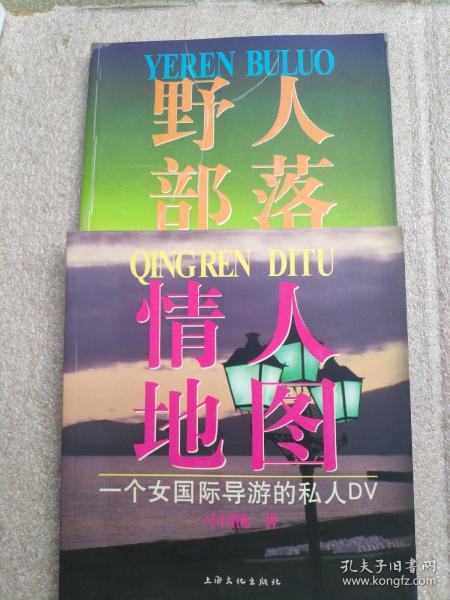 YEREN BULUO
野人
部落
QINGREN DITU
情人
地图
一个女国际导游的私人DV
著
上海文化出版社
孔夫子旧书网
www.kongfz.com